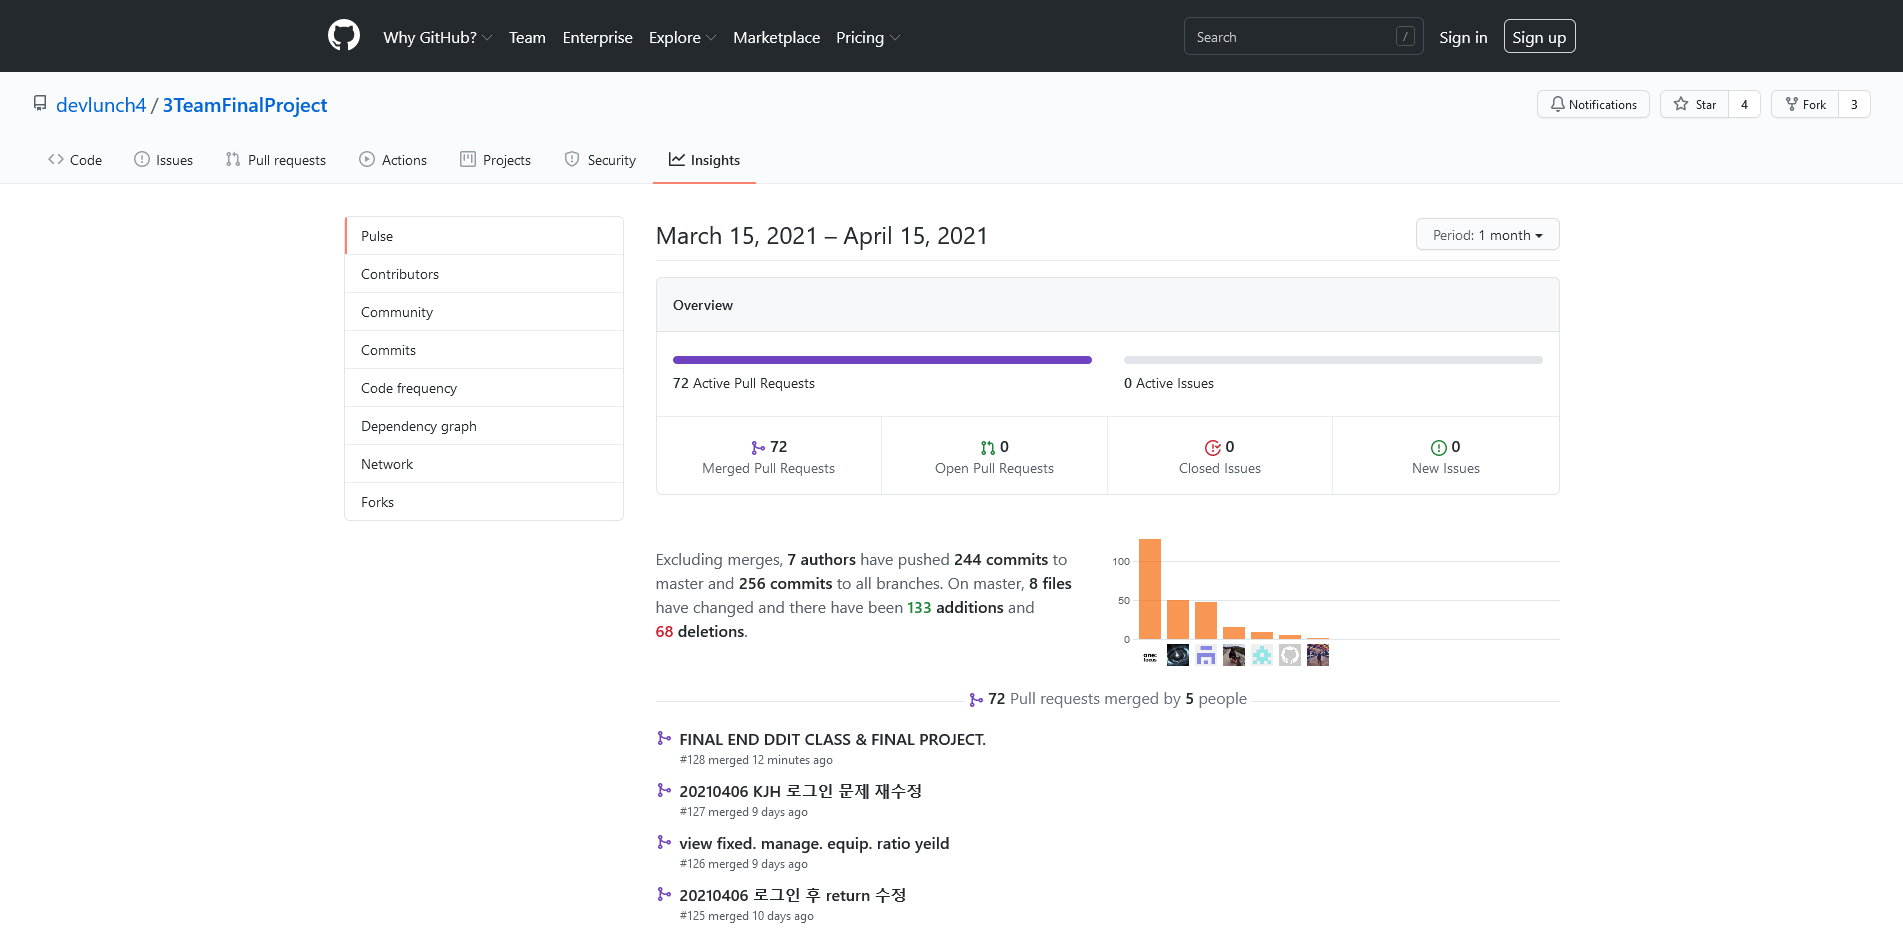 Why GitHub? Team Enterprise Explore Marketplace Pricing Search / Sign in Sign up
devlunch4 / 3TeamFinalProject Notifications Star 4 Fork 3
Code Issues Pull requests Actions Projects Security Insights
Pulse
Contributors
Community
Commits
Code frequency
Dependency graph
Network
Forks
March 15, 2021 – April 15, 2021 Period: 1 month
Overview
72 Active Pull Requests 0 Active Issues
72 0 0 0
Merged Pull Requests Open Pull Requests Closed Issues New Issues
Excluding merges, 7 authors have pushed 244 commits to
master and 256 commits to all branches. On master, 8 files
have changed and there have been 133 additions and
68 deletions.
100
50
0
one:
focus
72 Pull requests merged by 5 people
FINAL END DDIT CLASS & FINAL PROJECT.
#128 merged 12 minutes ago
20210406 KJH 로그인 문제 재수정
#127 merged 9 days ago
view fixed. manage. equip. ratio yeild
#126 merged 9 days ago
20210406 로그인 후 return 수정
#125 merged 10 days ago